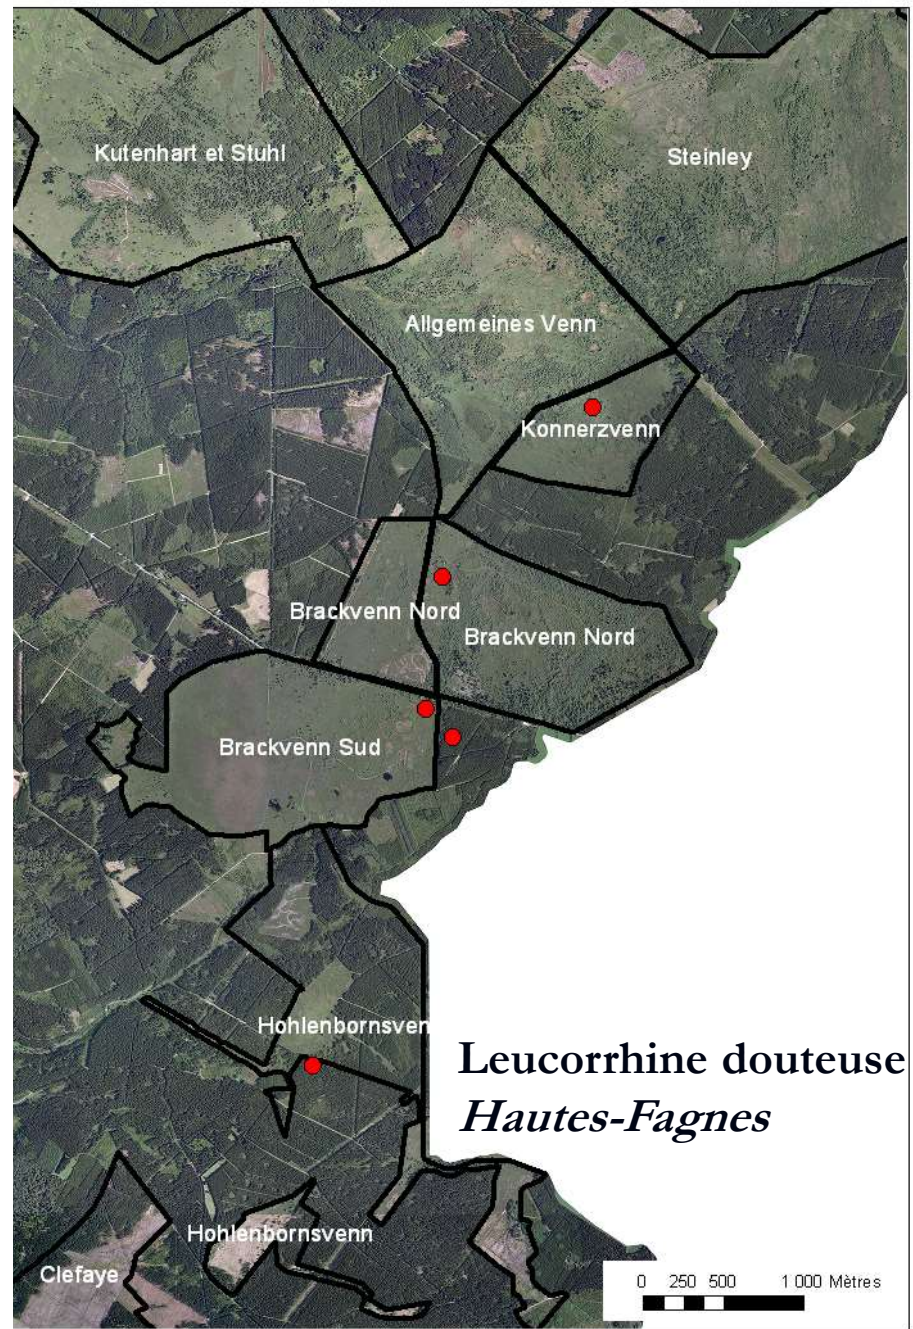 Kutenhart et Stuhl
Steinley
Allgemeines Venn
Konnerzvenn
Brackvenn Nord
Brackvenn Nord
Brackvenn Sud
Hohlenbornsven
Leucorrhine douteuse
Hautes-Fagnes
Hohlenbornsvenn
Clefaye
0 250 500 1 000 Mètres